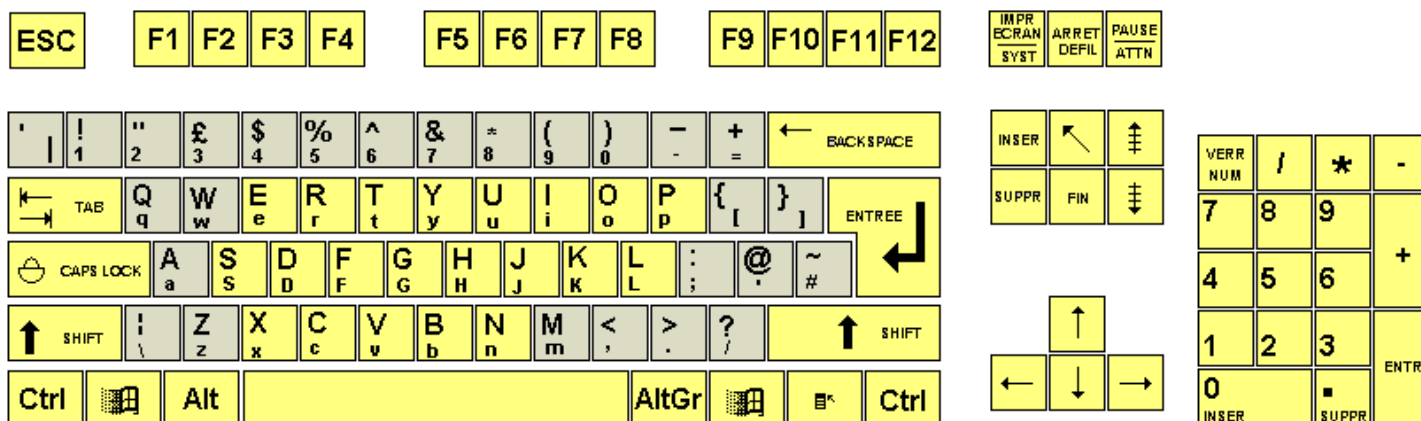 ESC F1 F2 F3 F4 F5 F6 F7 F8 F9 F10 F11 F12 IMPR ECRAN SYST ARRET DEFIL PAUSE ATTN
' | ! 1 " 2 £ 3 $ 4 % 5 ^ 6 & 7 * 8 ( 9 ) 0 — - + = ← BACKSPACE INSER ↖ ↑
VERR NUM / * -
TAB Q q W w E e R r T t Y y U u I i O o P p { [ } ] ENTREE SUPPR FIN ↓
7 8 9 +
CAPS LOCK A a S S D D F F G G H H J J K K L L : ; @ ' ~ #
4 5 6
SHIFT ¦ \ Z z X x C c V v B b N n M m < , > . ? / SHIFT ↑
1 2 3 ENTR
Ctrl Alt AltGr Ctrl ← ↓ →
0 INSER . SUPPR